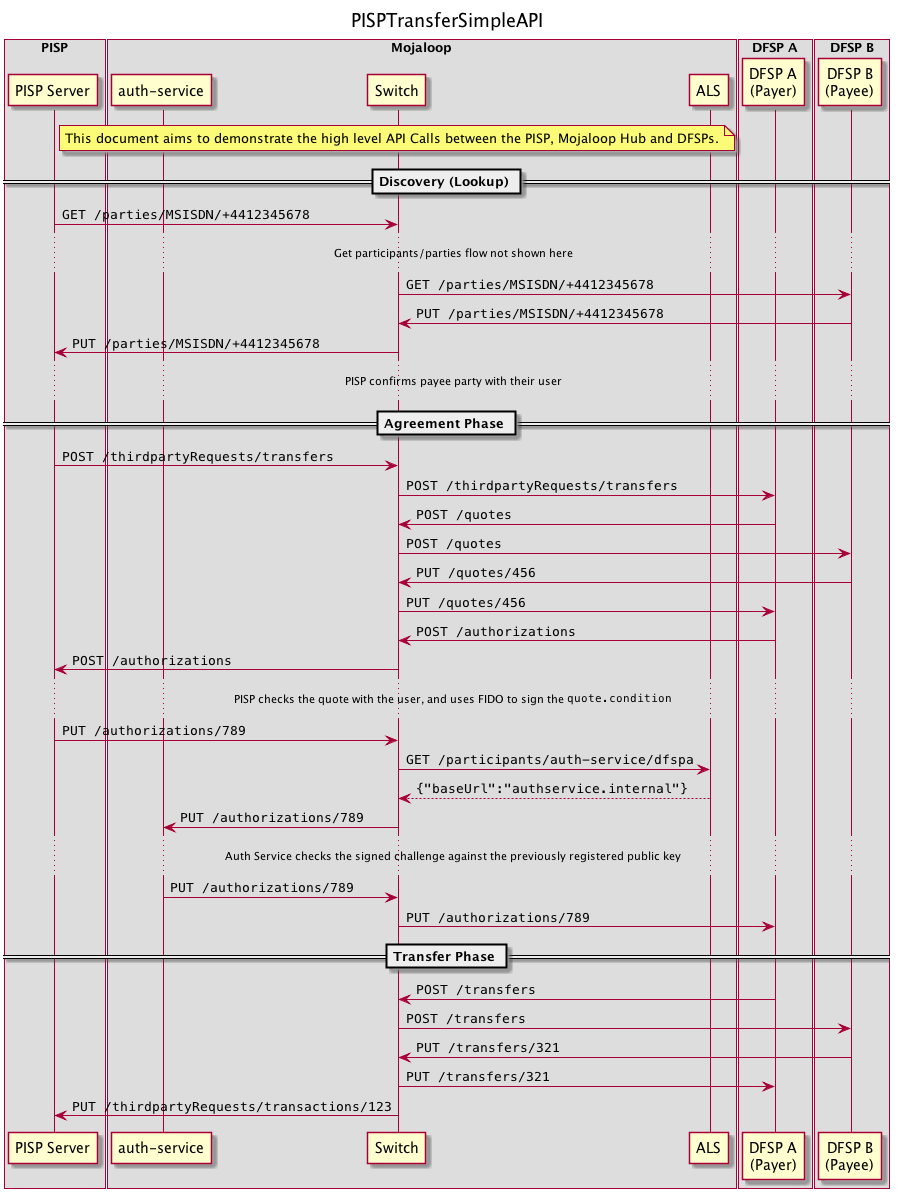 PISPTransferSimpleAPI
PISP
Mojaloop
DFSP A
DFSP B
PISP Server
auth-service
Switch
ALS
DFSP A
(Payer)
DFSP B
(Payee)
This document aims to demonstrate the high level API Calls between the PISP, Mojaloop Hub and DFSPs.
Discovery (Lookup)
GET /parties/MSISDN/+4412345678
Get participants/parties flow not shown here
GET /parties/MSISDN/+4412345678
PUT /parties/MSISDN/+4412345678
PUT /parties/MSISDN/+4412345678
PISP confirms payee party with their user
Agreement Phase
POST /thirdpartyRequests/transfers
POST /thirdpartyRequests/transfers
POST /quotes
POST /quotes
PUT /quotes/456
PUT /quotes/456
POST /authorizations
POST /authorizations
PISP checks the quote with the user, and uses FIDO to sign the quote.condition
PUT /authorizations/789
GET /participants/auth-service/dfspa
{"baseUrl":"authservice.internal"}
PUT /authorizations/789
Auth Service checks the signed challenge against the previously registered public key
PUT /authorizations/789
PUT /authorizations/789
Transfer Phase
POST /transfers
POST /transfers
PUT /transfers/321
PUT /transfers/321
PUT /thirdpartyRequests/transactions/123
PISP Server
auth-service
Switch
ALS
DFSP A
(Payer)
DFSP B
(Payee)